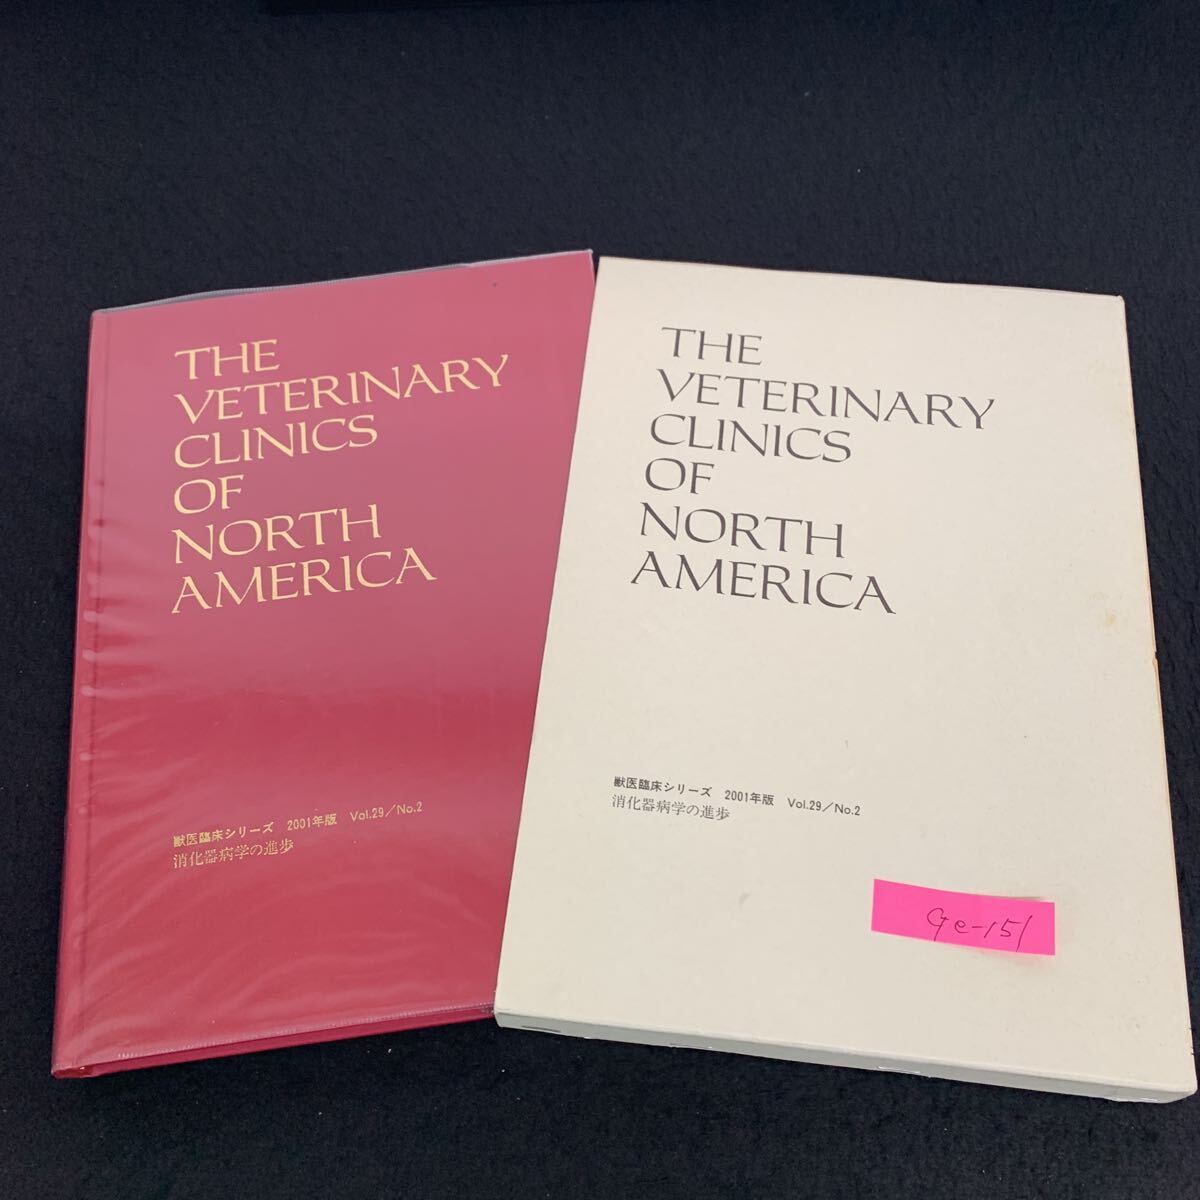 THE
VETERINARY
CLINICS
OF
NORTH
AMERICA
獣医臨床シリーズ 2001年版 Vol.29／No.2
消化器病学の進歩
THE
VETERINARY
CLINICS
OF
NORTH
AMERICA
獣医臨床シリーズ 2001年版 Vol.29／No.2
消化器病学の進歩
Ge-151